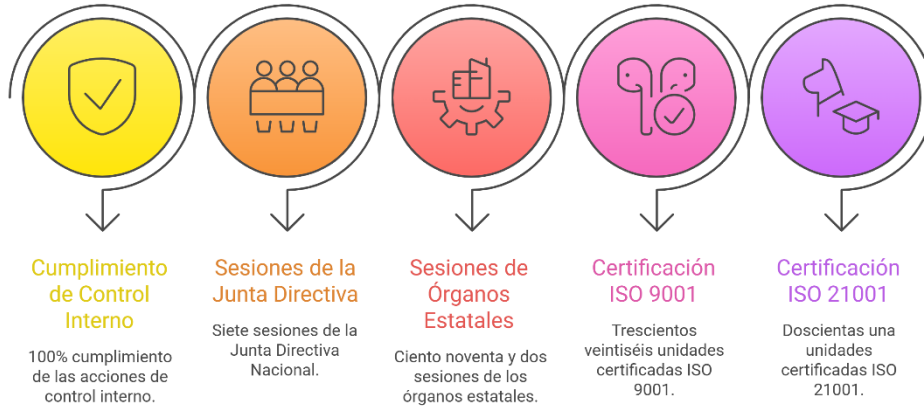 Cumplimiento
de Control
Interno
100% cumplimiento
de las acciones de
control interno.
Sesiones de la
Junta Directiva
Siete sesiones de la
Junta Directiva
Nacional.
Sesiones de
Órganos
Estatales
Ciento noventa y dos
sesiones de los
órganos estatales.
Certificación
ISO 9001
Trescientos
veintiséis unidades
certificadas ISO
9001.
Certificación
ISO 21001
Doscientas una
unidades
certificadas ISO
21001.